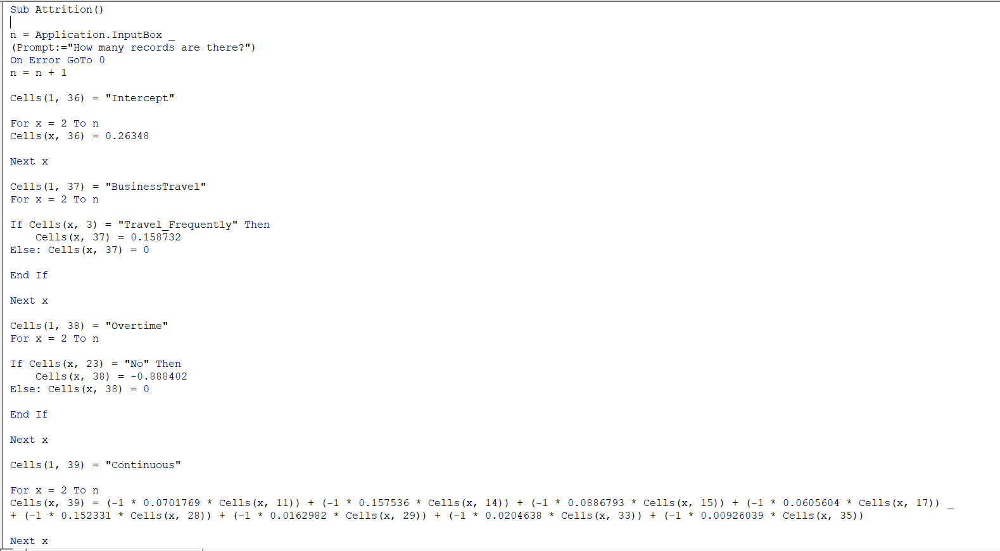 Sub Attrition()
n = Application.InputBox _
(Prompt:="How many records are there?")
On Error GoTo 0
n = n + 1
Cells(1, 36) = "Intercept"
For x = 2 To n
Cells(x, 36) = 0.26348
Next x
Cells(1, 37) = "BusinessTravel"
For x = 2 To n
If Cells(x, 3) = "Travel_Frequently" Then
    Cells(x, 37) = 0.158732
Else: Cells(x, 37) = 0
End If
Next x
Cells(1, 38) = "Overtime"
For x = 2 To n
If Cells(x, 23) = "No" Then
    Cells(x, 38) = -0.888402
Else: Cells(x, 38) = 0
End If
Next x
Cells(1, 39) = "Continuous"
For x = 2 To n
Cells(x, 39) = (-1 * 0.0701769 * Cells(x, 11)) + (-1 * 0.157536 * Cells(x, 14)) + (-1 * 0.0886793 * Cells(x, 15)) + (-1 * 0.0605604 * Cells(x, 17)) _
+ (-1 * 0.152331 * Cells(x, 28)) + (-1 * 0.0162982 * Cells(x, 29)) + (-1 * 0.0204638 * Cells(x, 33)) + (-1 * 0.00926039 * Cells(x, 35))
Next x